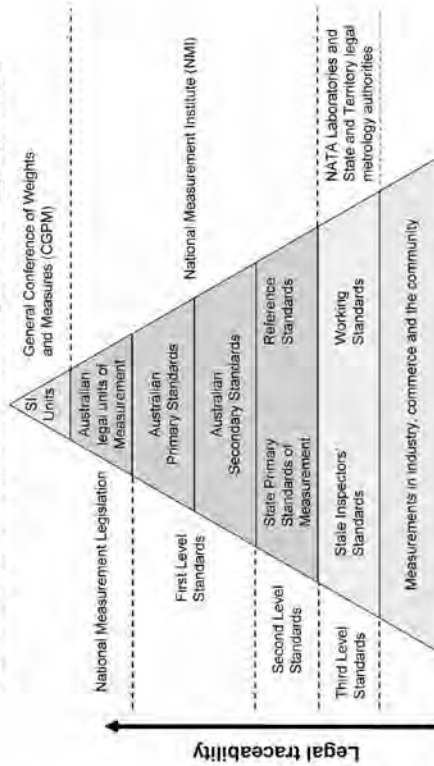 General Conference of Weights
and Measures (CGPM)
SI
Units
National Measurement Legislation
Australian
legal units of
Measurement
National Measurement Institute (NMI)
First Level
Standards
Australian
Primary Standards
Australian
Secondary Standards
Second Level
Standards
State Primary
Standards of
Measurement
Reference
Standards
Third Level
Standards
State Inspectors'
Standards
Working
Standards
NATA Laboratories and
State and Territory legal
metrology authorities
Measurements in industry, commerce and the community
Legal traceability